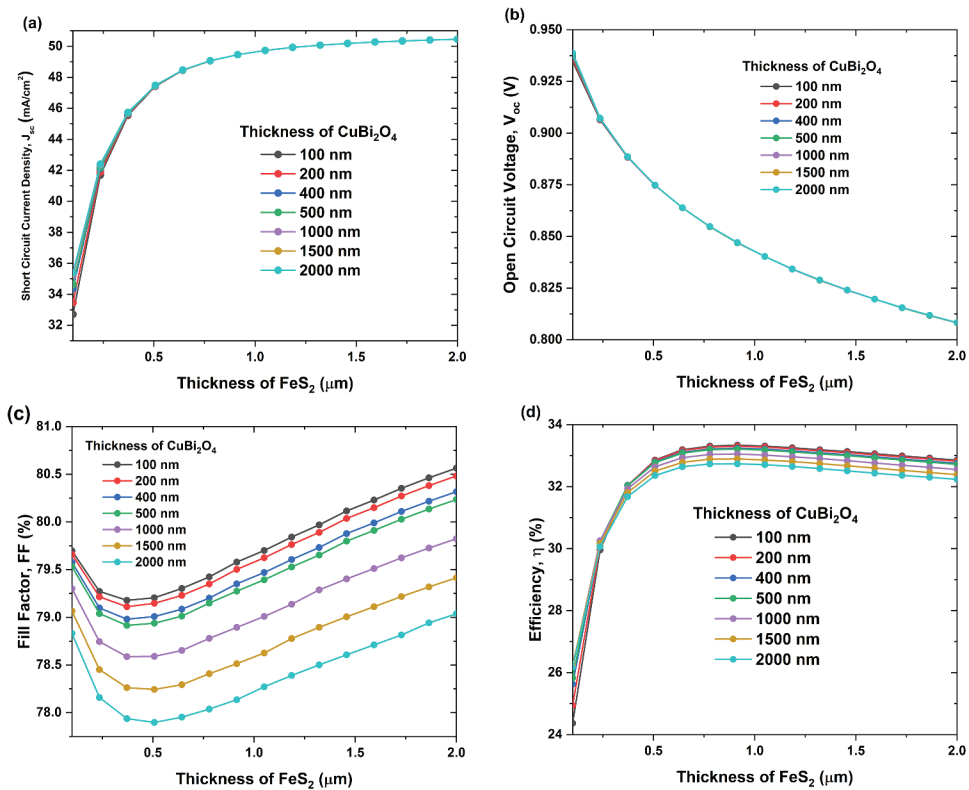 (a)
50
48
46
44
42
40
38
36
34
32
Short Circuit Current Density, J_sc (mA/cm²)
Thickness of CuBi₂O₄
100 nm
200 nm
400 nm
500 nm
1000 nm
1500 nm
2000 nm
0.5
1.0
1.5
2.0
Thickness of FeS₂ (μm)
(b)
0.950
0.925
0.900
0.875
0.850
0.825
0.800
Open Circuit Voltage, V_oc (V)
Thickness of CuBi₂O₄
100 nm
200 nm
400 nm
500 nm
1000 nm
1500 nm
2000 nm
0.5
1.0
1.5
2.0
Thickness of FeS₂ (μm)
(c)
81.0
80.5
80.0
79.5
79.0
78.5
78.0
Fill Factor, FF (%)
Thickness of CuBi₂O₄
100 nm
200 nm
400 nm
500 nm
1000 nm
1500 nm
2000 nm
0.5
1.0
1.5
2.0
Thickness of FeS₂ (μm)
(d)
34
32
30
28
26
24
Efficiency, η (%)
Thickness of CuBi₂O₄
100 nm
200 nm
400 nm
500 nm
1000 nm
1500 nm
2000 nm
0.5
1.0
1.5
2.0
Thickness of FeS₂ (μm)